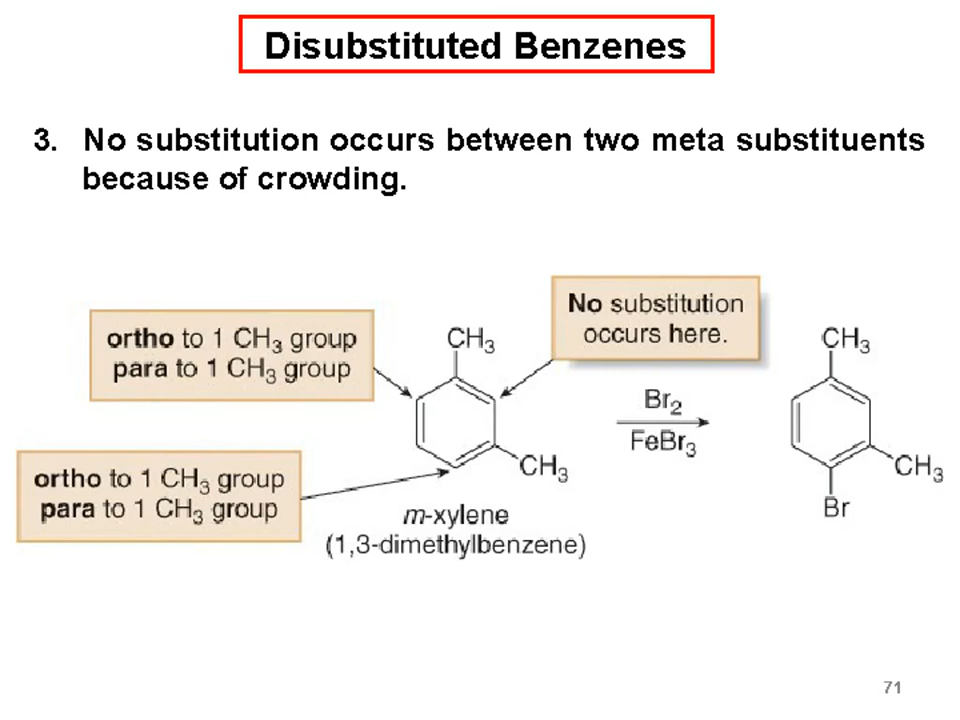 Disubstituted Benzenes
3. No substitution occurs between two meta substituents
because of crowding.
No substitution
occurs here.
ortho to 1 CH₃ group
para to 1 CH₃ group
CH₃
CH₃
Br₂
FeBr₃
CH₃
CH₃
Br
ortho to 1 CH₃ group
para to 1 CH₃ group
m-xylene
(1,3-dimethylbenzene)
71